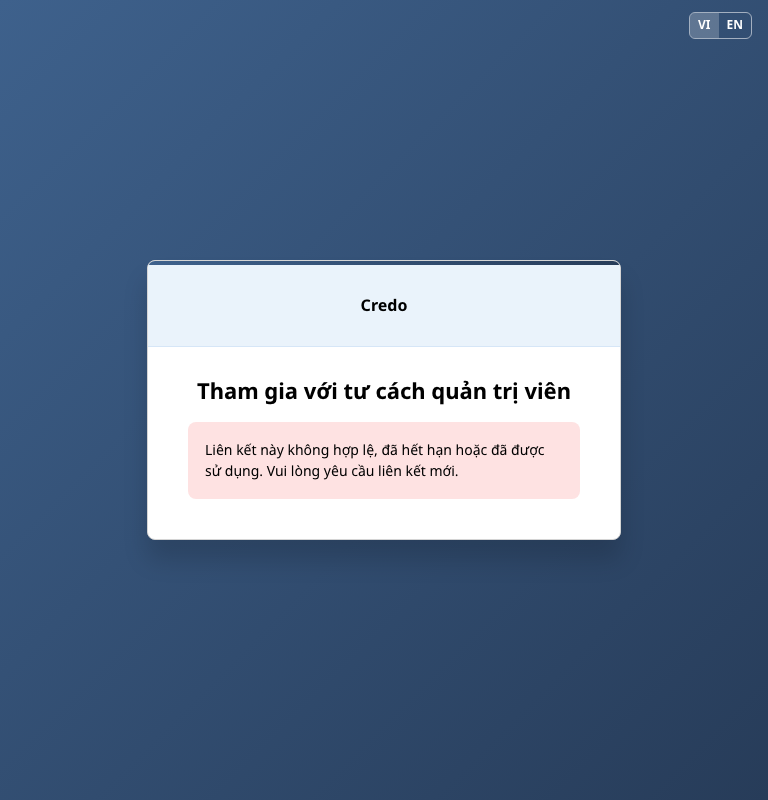 VI EN
Credo
Tham gia với tư cách quản trị viên
Liên kết này không hợp lệ, đã hết hạn hoặc đã được
sử dụng. Vui lòng yêu cầu liên kết mới.